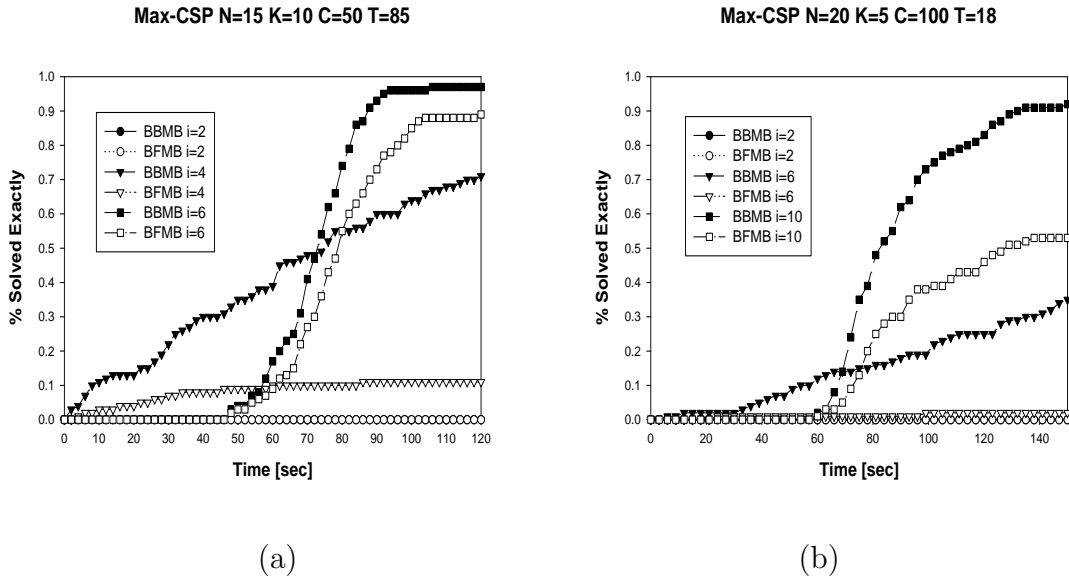 Max-CSP N=15 K=10 C=50 T=85
% Solved Exactly
1.0
0.9
0.8
0.7
0.6
0.5
0.4
0.3
0.2
0.1
0.0
BBMB i=2
BFMB i=2
BBMB i=4
BFMB i=4
BBMB i=6
BFMB i=6
0 10 20 30 40 50 60 70 80 90 100 110 120
Time [sec]
(a)
Max-CSP N=20 K=5 C=100 T=18
% Solved Exactly
1.0
0.9
0.8
0.7
0.6
0.5
0.4
0.3
0.2
0.1
0.0
BBMB i=2
BFMB i=2
BBMB i=6
BFMB i=6
BBMB i=10
BFMB i=10
0 20 40 60 80 100 120 140
Time [sec]
(b)